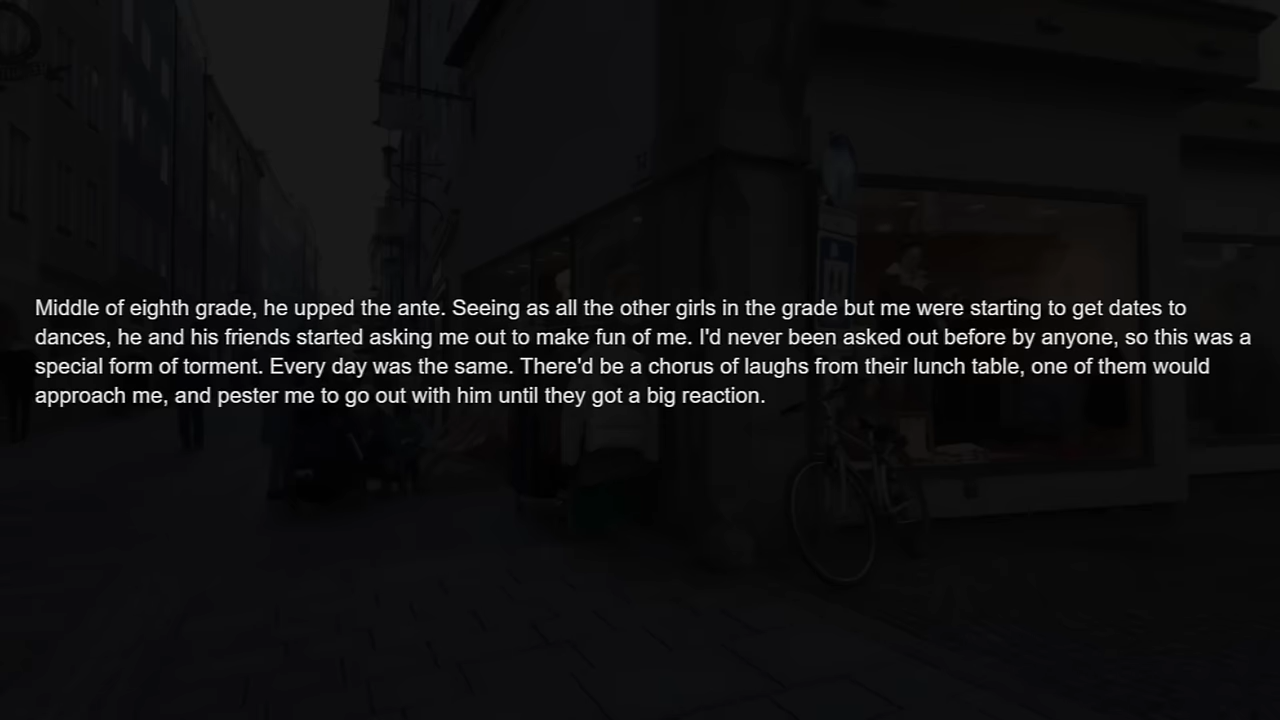 Middle of eighth grade, he upped the ante. Seeing as all the other girls in the grade but me were starting to get dates to
dances, he and his friends started asking me out to make fun of me. I'd never been asked out before by anyone, so this was a
special form of torment. Every day was the same. There'd be a chorus of laughs from their lunch table, one of them would
approach me, and pester me to go out with him until they got a big reaction.